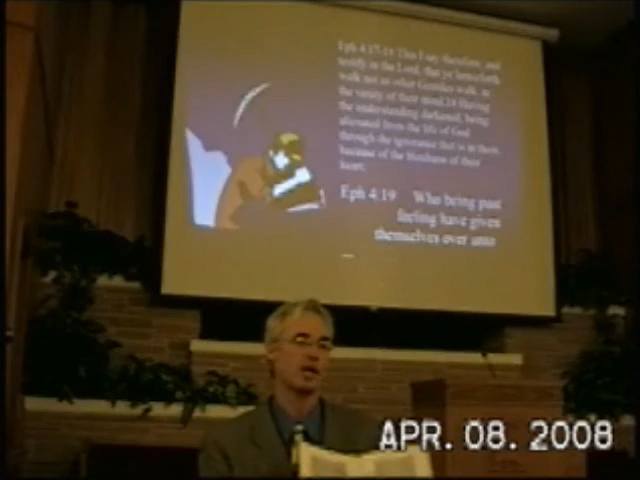 Eph 4:17-18 This I say therefore, and
testify in the Lord, that ye henceforth
walk not as other Gentiles walk, in
the vanity of their mind,18 Having
the understanding darkened, being
alienated from the life of God
through the ignorance that is in them,
because of the blindness of their
heart:
Eph 4:19 Who being past
feeling have given
themselves over unto
APR. 08. 2008